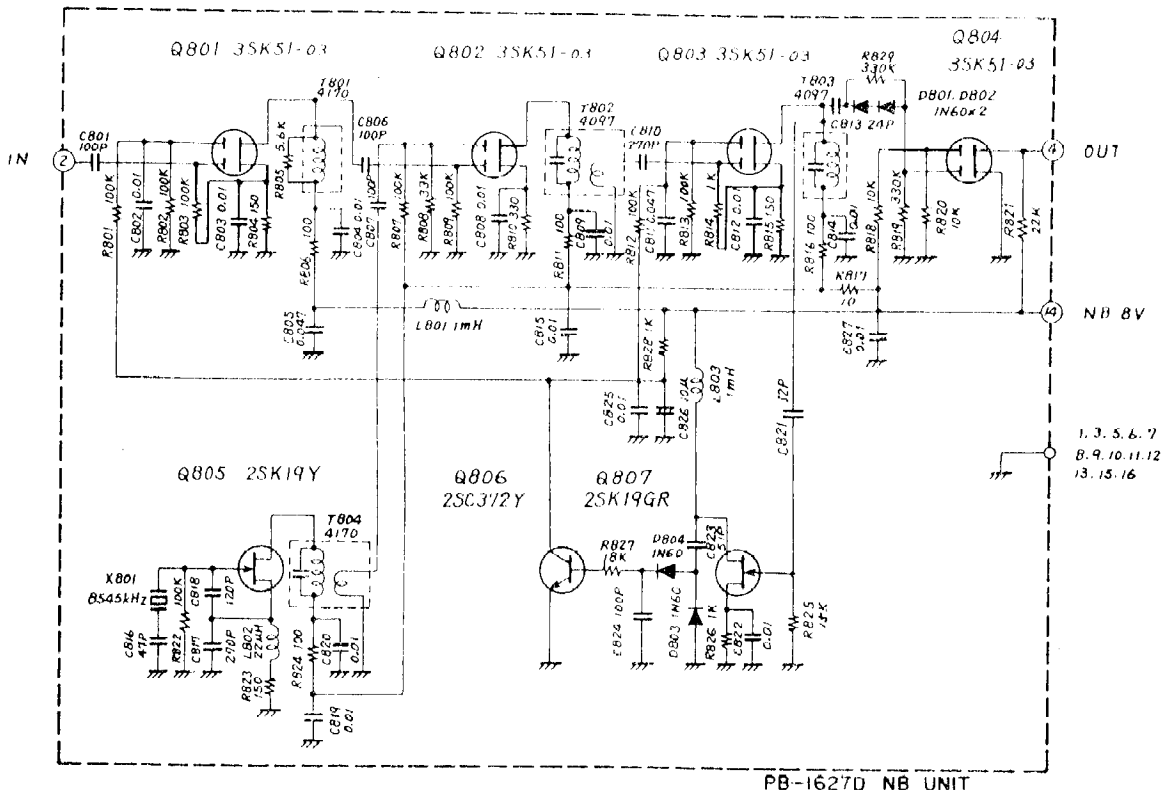 Q801 3SK51-03
Q802 3SK51-03
Q803 3SK51-03
Q804
3SK51-03
R829
330K
T801
4170
T802
4097
T803
4097
D801. D802
1N60x2
C813 24P
C801
100P
C806
100P
C810
270P
IN
2
4
OUT
R801 100K
C802 0.01
R802 100K
R803 100K
C803 0.01
R804 150
R805 5.6K
R806 100
C804 0.01
C807 100P
R807 100K
R808 33K
R809 100K
C808 0.01
R810 330
R811 100
C809 0.01
R812 100K
C811 0.047
R813 100K
R814 1K
C812 0.01
R815 150
R816 100
C814 0.01
R818 10K
R819 330K
R820 10K
R821
R817
10
C805 0.047
L801 1mH
C815 0.01
R828 1K
C827 0.01
14
NB 8V
C825 0.01
C826 10μ
L803 1mH
C821 12P
1.3.5.6.7
8.9.10.11.12
13.15.16
Q805 2SK19Y
Q806
2SC372Y
Q807
2SK19GR
T804
4170
R827
18K
D804
1N60
C823
X801
8545kHz
C816 47P
R822 100K
C818 120P
C817 270P
L802 22μH
R823 150
R824 100
C820 0.01
C819 0.01
C824 100P
D803 1N60
R826 1K
C822 0.01
R825 15K
PB-1627D NB UNIT